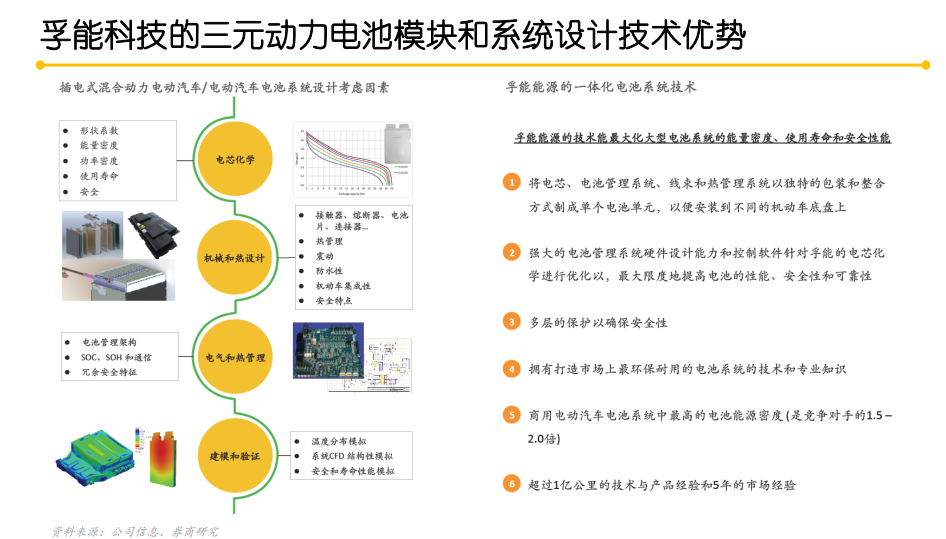 孚能科技的三元动力电池模块和系统设计技术优势
插电式混合动力电动汽车/电动汽车电池系统设计考虑因素
形状系数
能量密度
功率密度
使用寿命
安全
电芯化学
接触器、熔断器、电池
片、连接器...
热管理
震动
防水性
机动车集成性
安全特点
机械和热设计
电池管理架构
SOC、SOH 和通信
冗余安全特征
电气和热管理
建模和验证
温度分布模拟
系统CFD 结构性模拟
安全和寿命性能模拟
孚能能源的一体化电池系统技术
孚能能源的技术能最大化大型电池系统的能量密度、使用寿命和安全性能
1 将电芯、电池管理系统、线束和热管理系统以独特的包装和整合
方式制成单个电池单元，以便安装到不同的机动车底盘上
2 强大的电池管理系统硬件设计能力和控制软件针对孚能的电芯化
学进行优化以，最大限度地提高电池的性能、安全性和可靠性
3 多层的保护以确保安全性
4 拥有打造市场上最环保耐用的电池系统的技术和专业知识
5 商用电动汽车电池系统中最高的电池能源密度 (是竞争对手的1.5 –
2.0倍)
6 超过1亿公里的技术与产品经验和5年的市场经验
资料来源：公司信息、券商研究